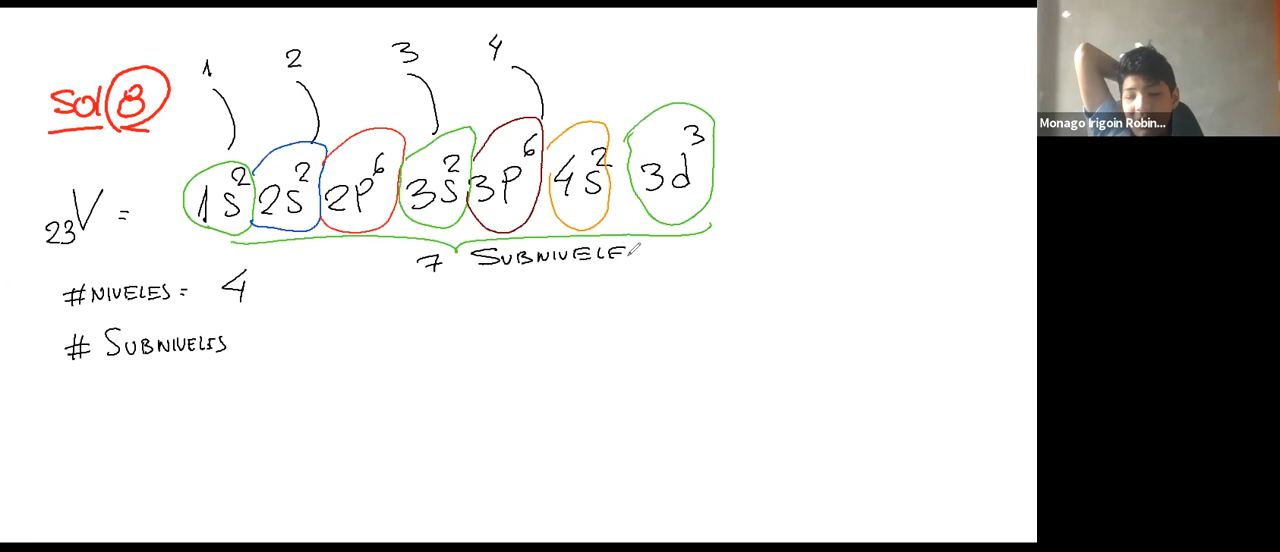 1 2 3 4
Sol 8
Monago Irigoin Robin...
₂₃V = 1s² 2s² 2p⁶ 3s² 3p⁶ 4s² 3d³
7 SUBNIVELES
#NIVELES = 4
# SUBNIVELES